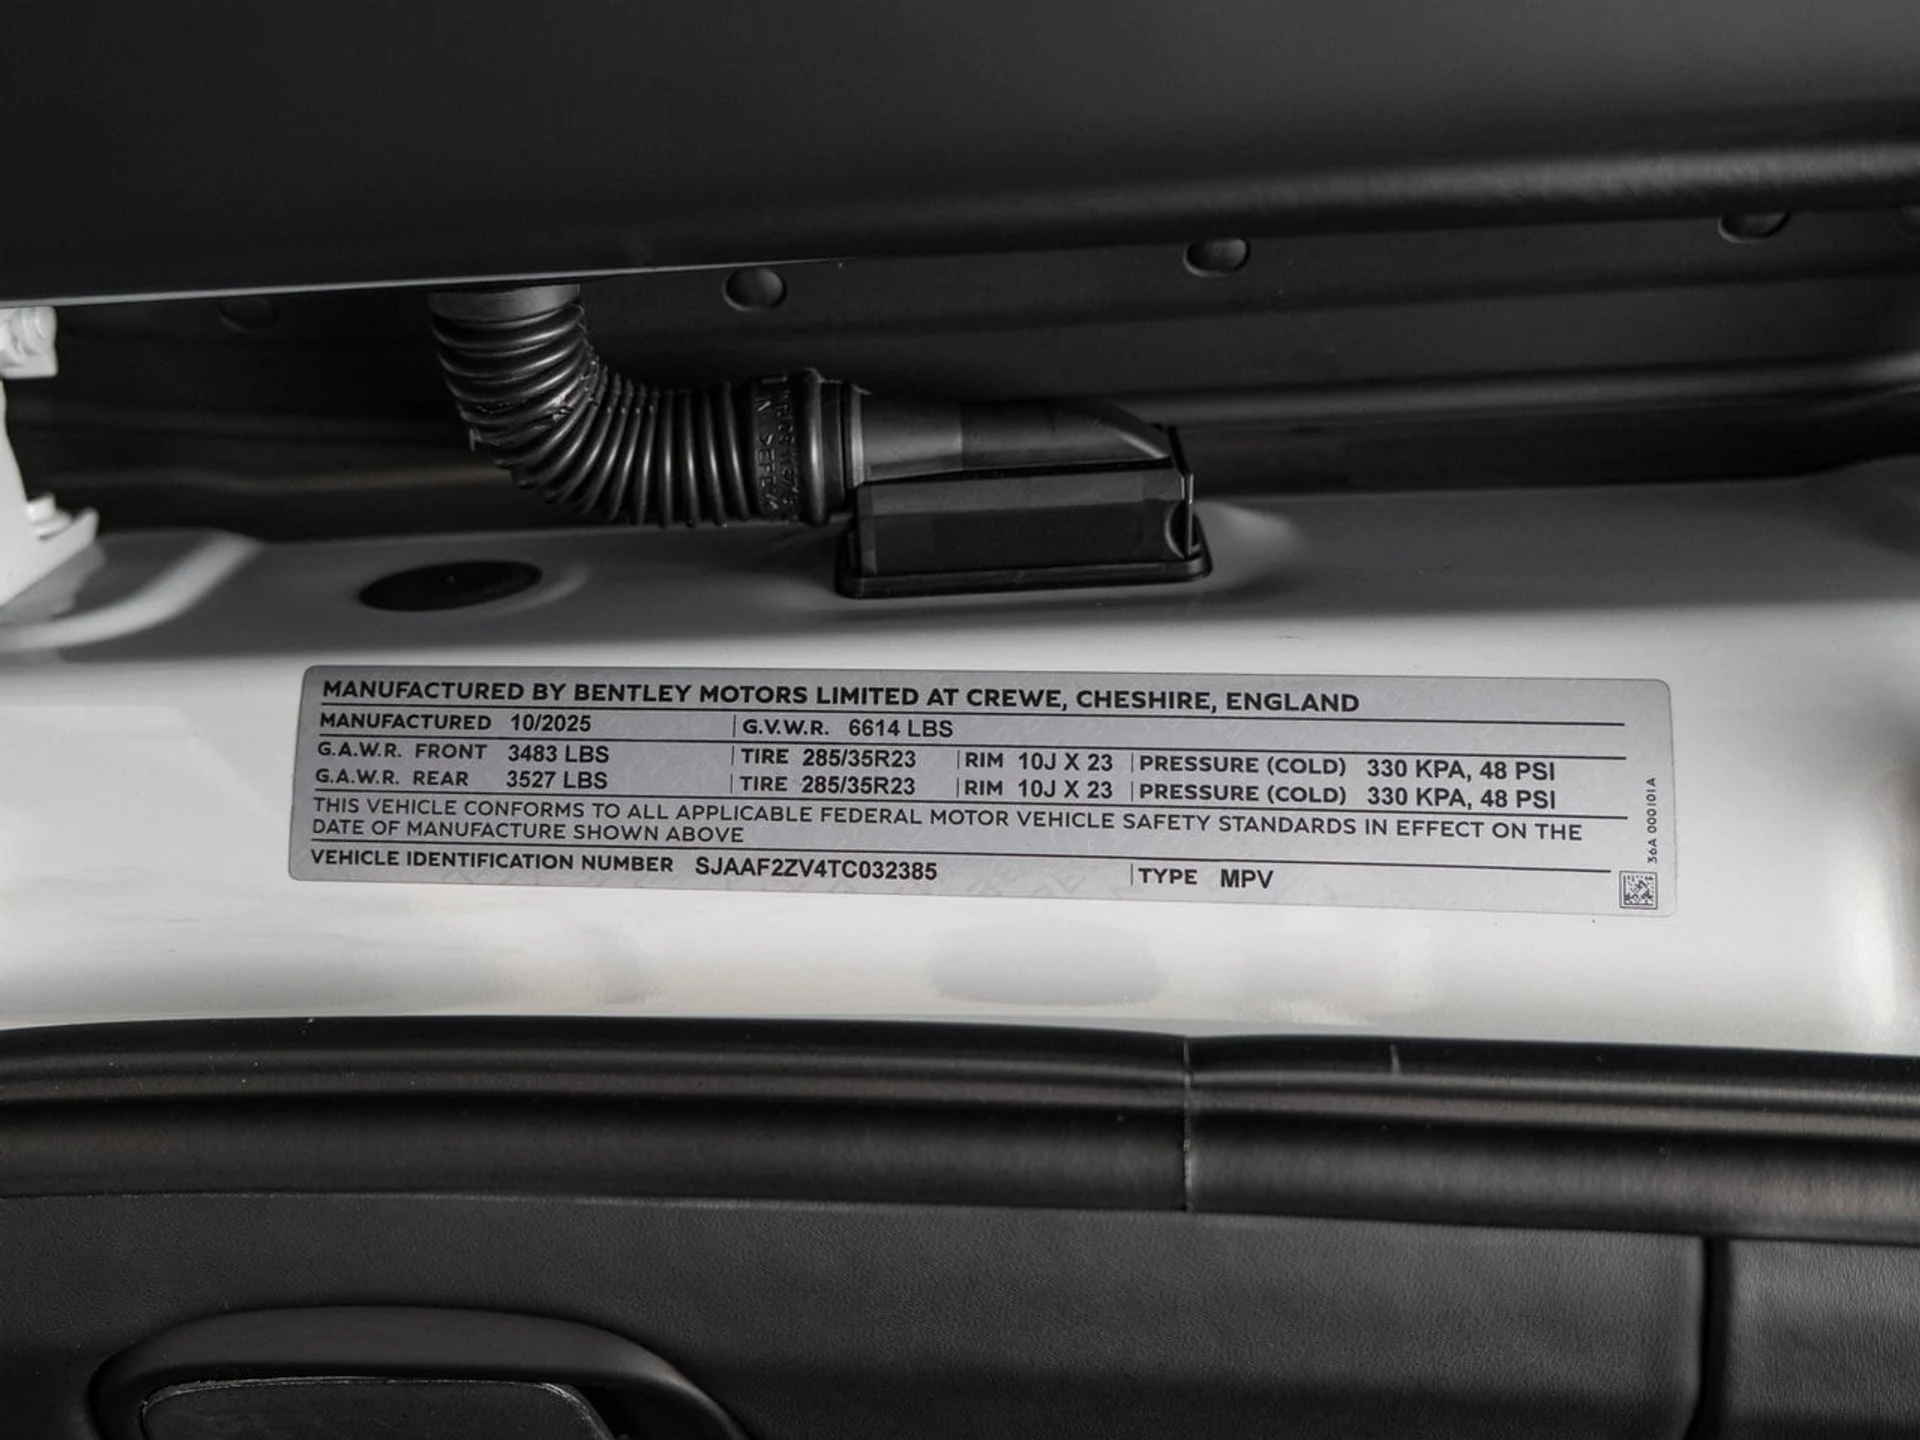 MANUFACTURED BY BENTLEY MOTORS LIMITED AT CREWE, CHESHIRE, ENGLAND
MANUFACTURED 10/2025 G.V.W.R. 6614 LBS
G.A.W.R. FRONT 3483 LBS TIRE 285/35R23 RIM 10J X 23 PRESSURE (COLD) 330 KPA, 48 PSI
G.A.W.R. REAR 3527 LBS TIRE 285/35R23 RIM 10J X 23 PRESSURE (COLD) 330 KPA, 48 PSI
THIS VEHICLE CONFORMS TO ALL APPLICABLE FEDERAL MOTOR VEHICLE SAFETY STANDARDS IN EFFECT ON THE
DATE OF MANUFACTURE SHOWN ABOVE
VEHICLE IDENTIFICATION NUMBER SJAAF2ZV4TC032385 TYPE MPV
36A 000101A